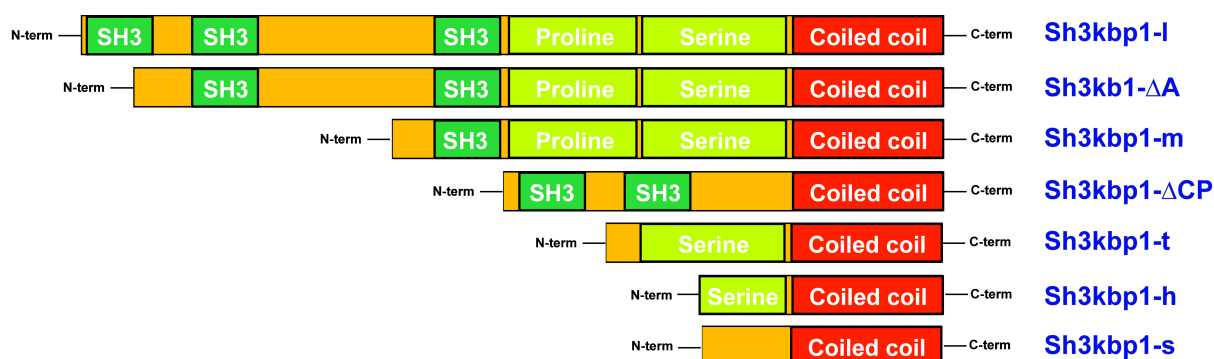 N-term SH3 SH3 SH3 Proline Serine Coiled coil C-term Sh3kbp1-l
N-term SH3 SH3 Proline Serine Coiled coil C-term Sh3kb1-ΔA
N-term SH3 Proline Serine Coiled coil C-term Sh3kbp1-m
N-term SH3 SH3 Coiled coil C-term Sh3kbp1-ΔCP
N-term Serine Coiled coil C-term Sh3kbp1-t
N-term Serine Coiled coil C-term Sh3kbp1-h
N-term Coiled coil C-term Sh3kbp1-s